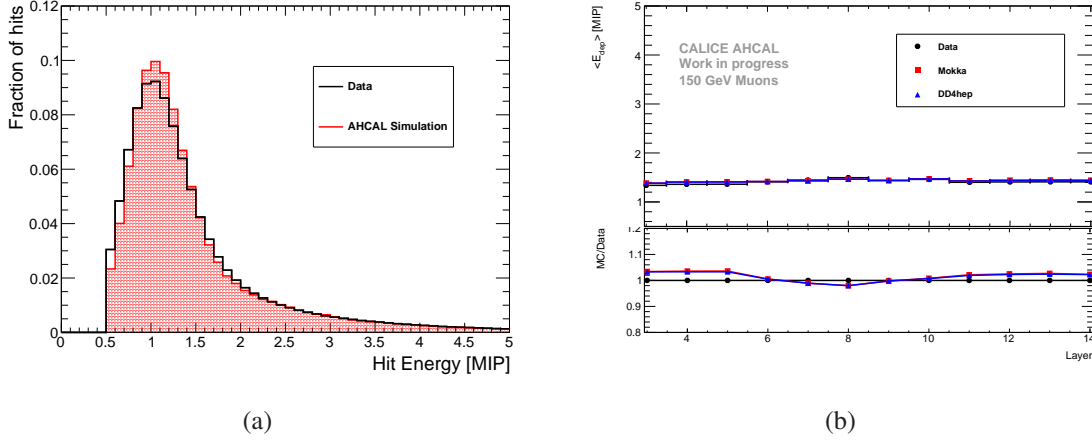 Fraction of hits
0.12
0.1
0.08
0.06
0.04
0.02
0
Data
AHCAL Simulation
0 0.5 1 1.5 2 2.5 3 3.5 4 4.5 5
Hit Energy [MIP]
(a)
<E_dep> [MIP]
5
4
3
2
1
CALICE AHCAL
Work in progress
150 GeV Muons
Data
Mokka
DD4hep
MC/Data
1.2
1.0
0.8
4 6 8 10 12 14
Layer
(b)